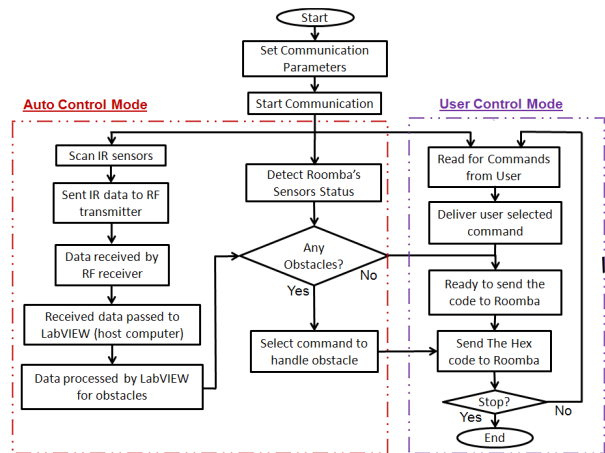 Start
Set Communication
Parameters
Start Communication
Auto Control Mode
User Control Mode
Scan IR sensors
Sent IR data to RF
transmitter
Data received by
RF receiver
Received data passed to
LabVIEW (host computer)
Data processed by LabVIEW
for obstacles
Detect Roomba's
Sensors Status
Any
Obstacles?
No
Yes
Select command to
handle obstacle
Read for Commands
from User
Deliver user selected
command
Ready to send the
code to Roomba
Send The Hex
code to Roomba
Stop?
Yes
No
End